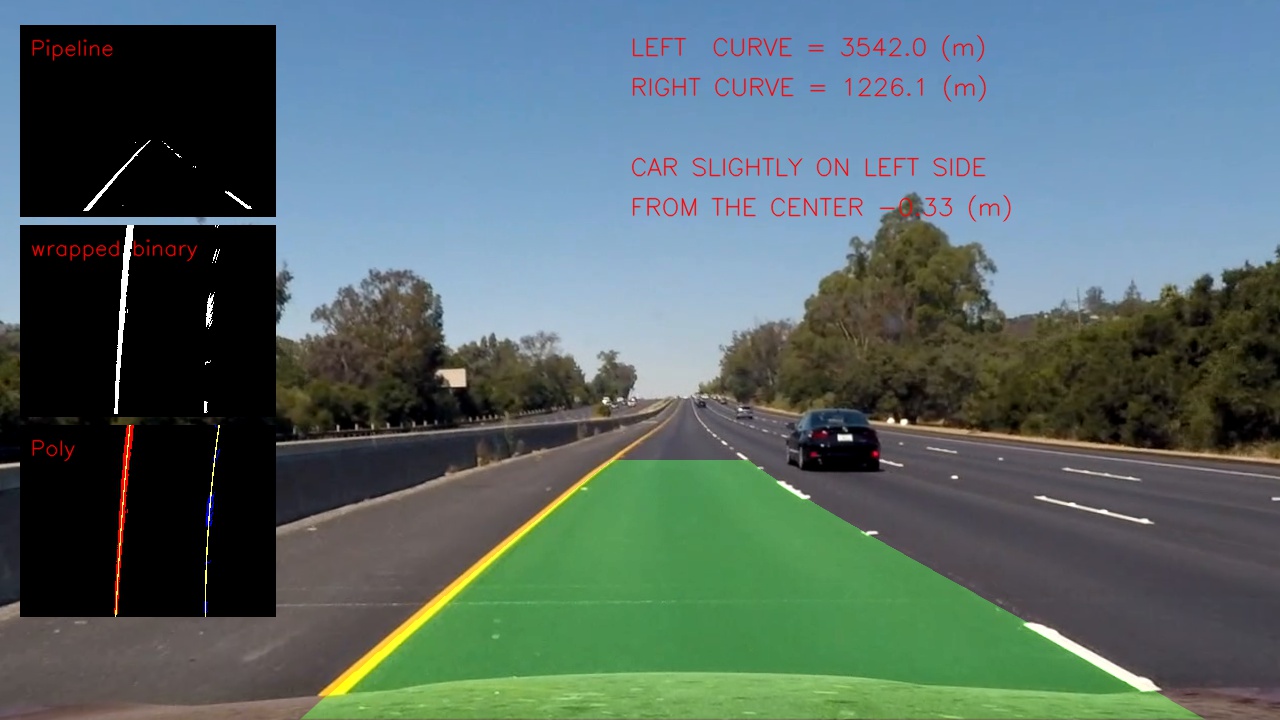 Pipeline
wrapped binary
Poly
LEFT CURVE = 3542.0 (m)
RIGHT CURVE = 1226.1 (m)
CAR SLIGHTLY ON LEFT SIDE
FROM THE CENTER -0.33 (m)